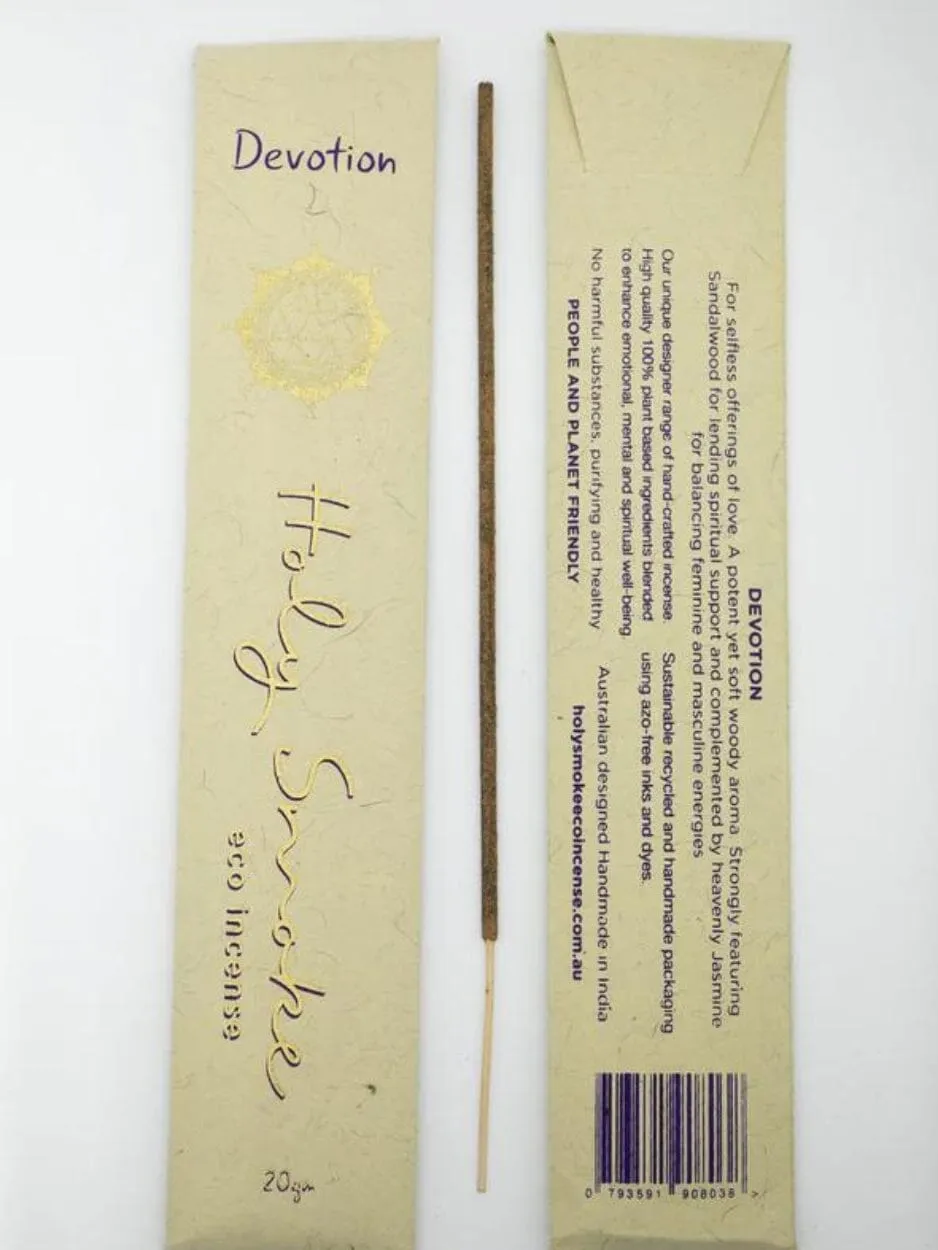 Devotion
Holy Smoke
eco incense
20gm
DEVOTION
For selfless offerings of love. A potent yet soft woody aroma. Strongly featuring
Sandalwood for lending spiritual support and complemented by heavenly Jasmine
for balancing feminine and masculine energies
Our unique designer range of hand-crafted incense.
High quality 100% plant based ingredients blended
to enhance emotional, mental and spiritual well-being.
No harmful substances, purifying and healthy
PEOPLE AND PLANET FRIENDLY
Sustainable recycled and handmade packaging
using azo-free inks and dyes.
Australian designed Handmade in India
holysmokeecoincense.com.au
0 793591 908038 >